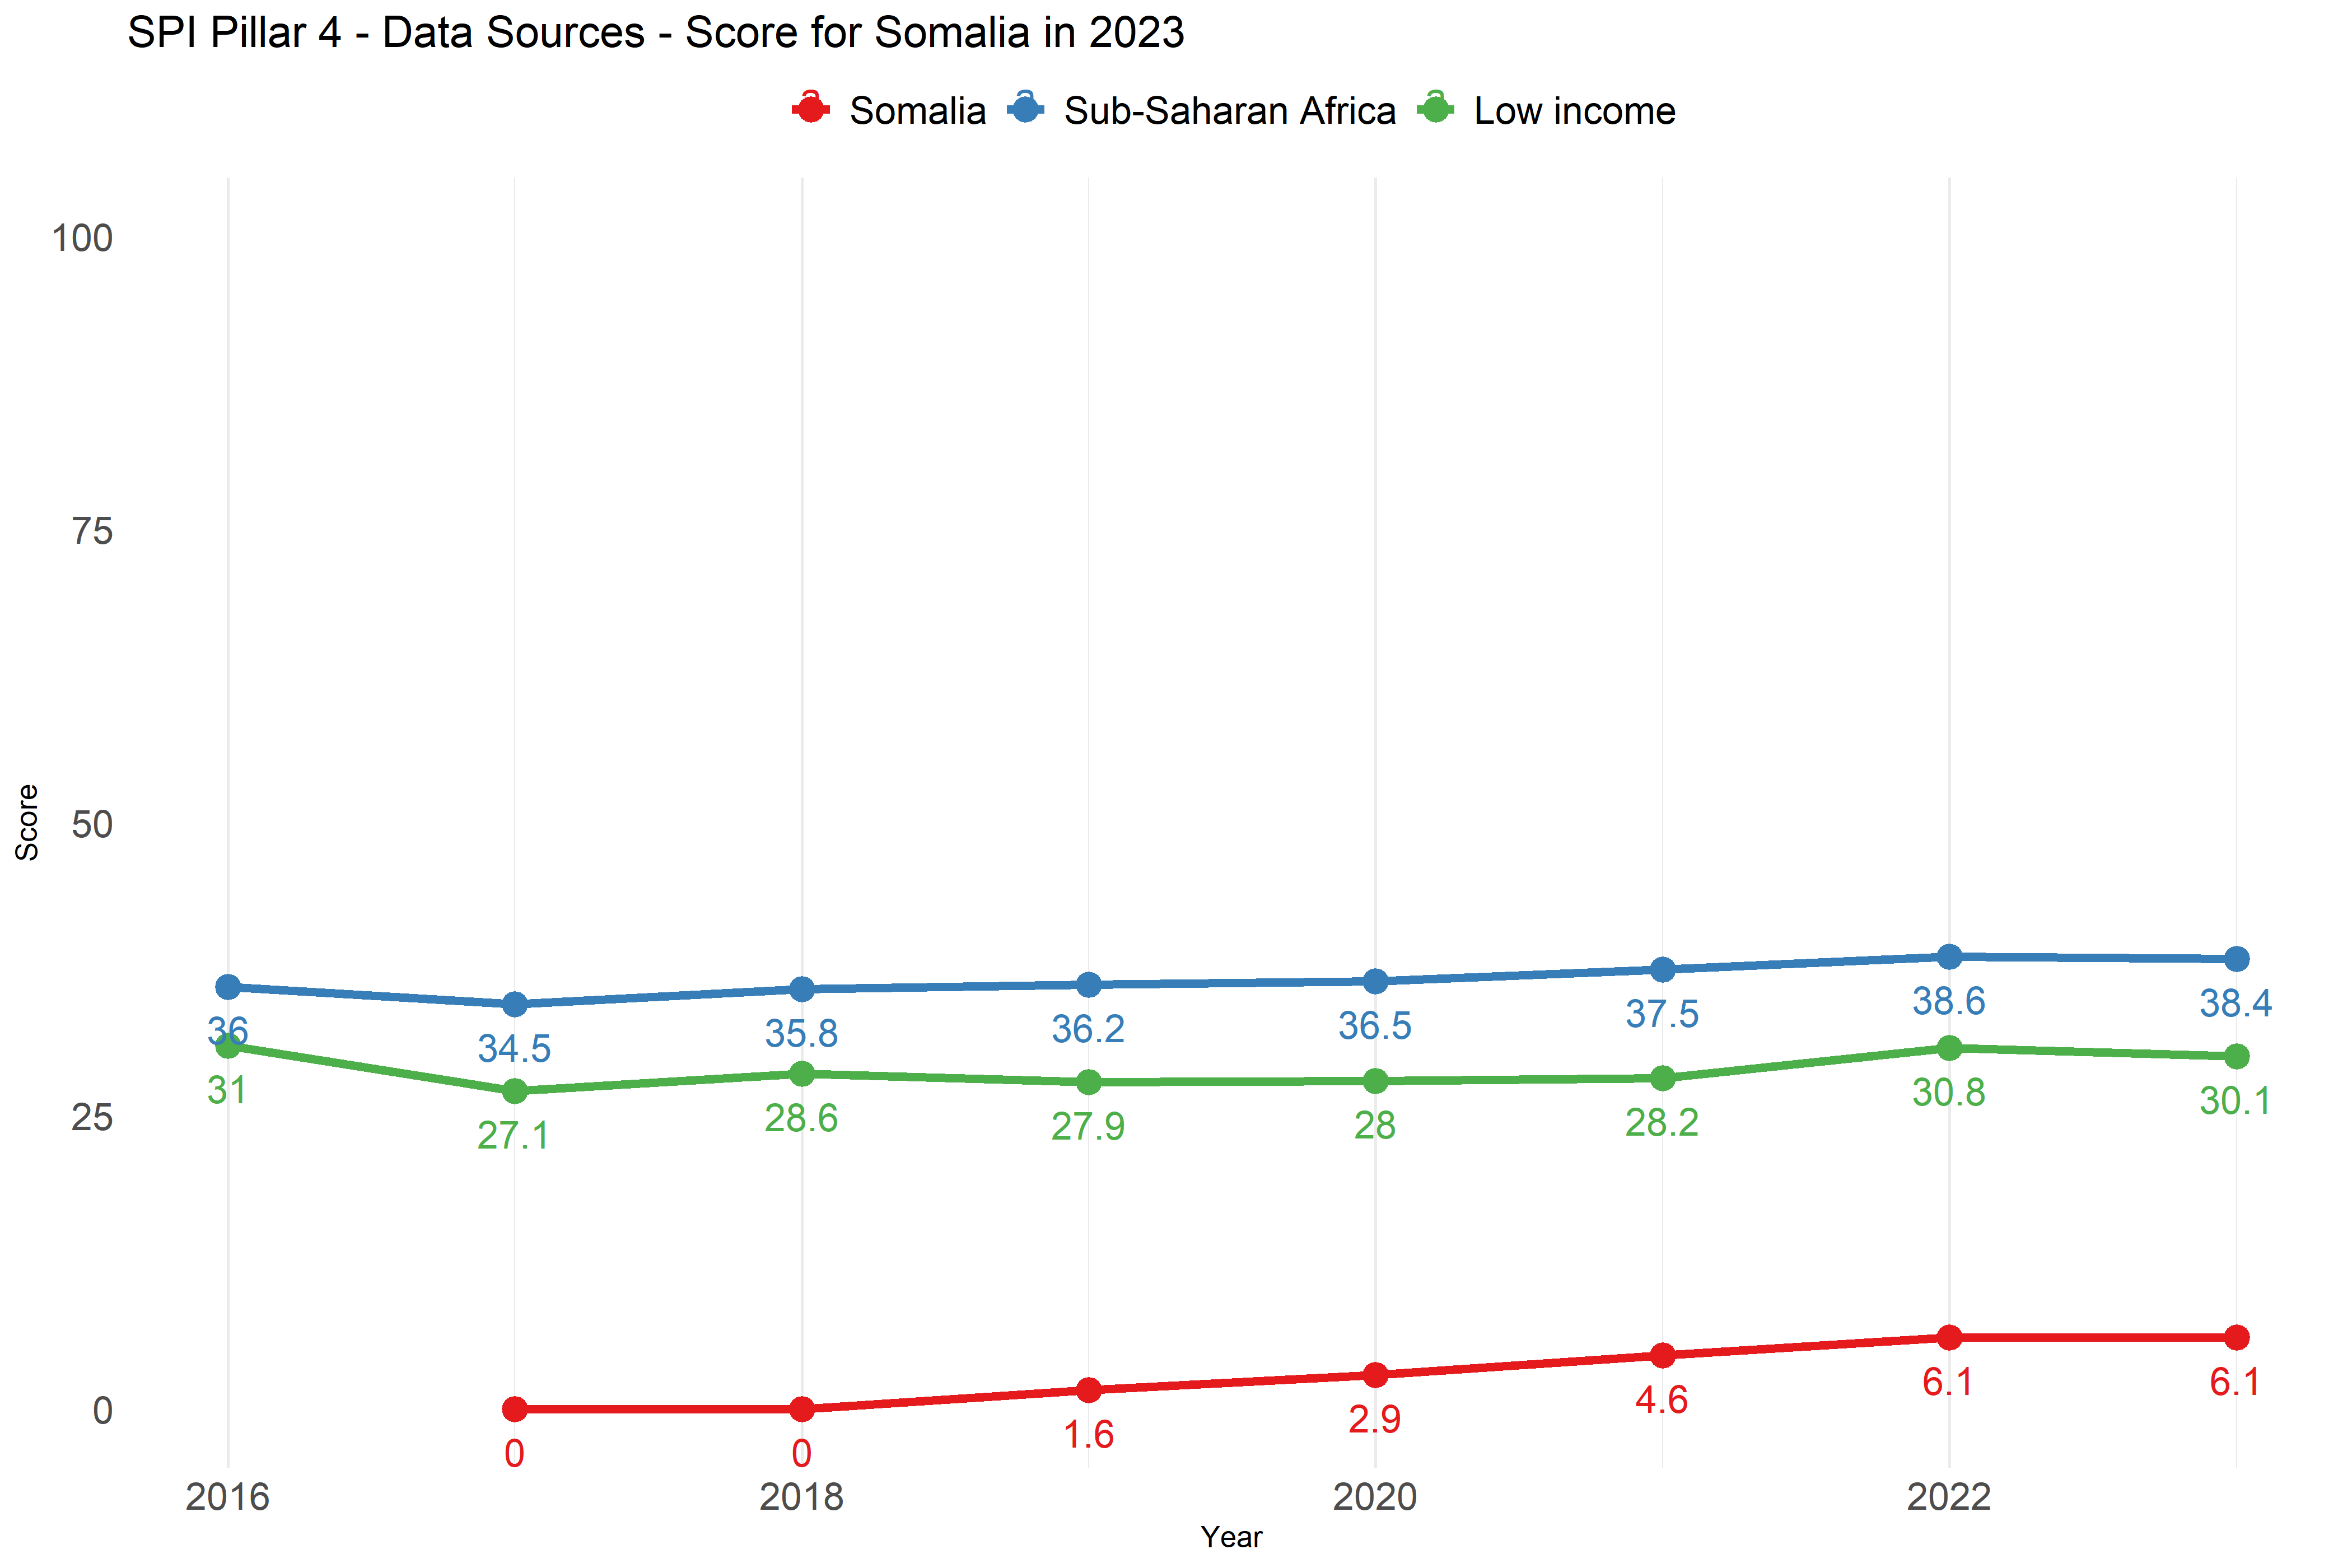 SPI Pillar 4 - Data Sources - Score for Somalia in 2023
Somalia Sub-Saharan Africa Low income
100
75
50
25
0
Score
36 34.5 35.8 36.2 36.5 37.5 38.6 38.4
31 27.1 28.6 27.9 28 28.2 30.8 30.1
0 0 1.6 2.9 4.6 6.1 6.1
2016 2018 2020 2022
Year